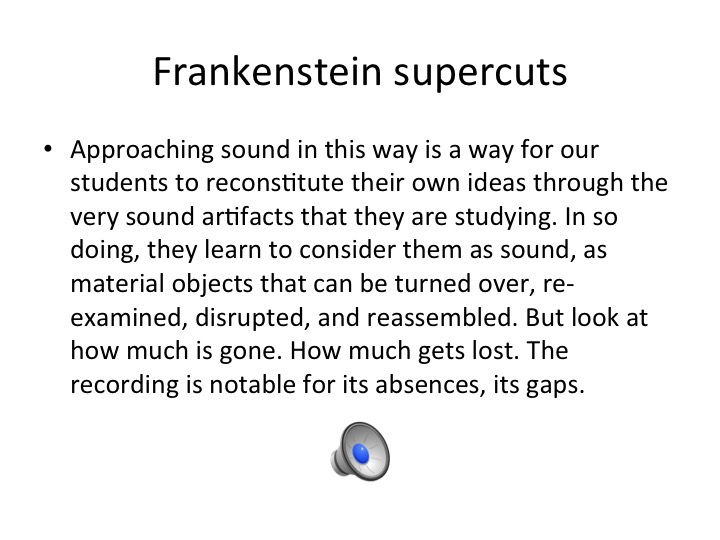 Frankenstein supercuts
• Approaching sound in this way is a way for our
students to reconstitute their own ideas through the
very sound artifacts that they are studying. In so
doing, they learn to consider them as sound, as
material objects that can be turned over, re-
examined, disrupted, and reassembled. But look at
how much is gone. How much gets lost. The
recording is notable for its absences, its gaps.